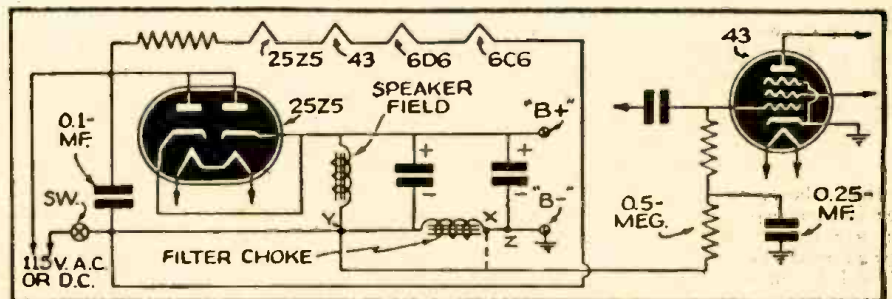 25Z5
43
6D6
6C6
43
25Z5
SPEAKER
FIELD
"B+"
0.1-
MF.
+
-
+
-
"B-"
SW.
Y
X
Z
0.5-
MEG.
0.25-
MF.
FILTER CHOKE
115V. A.C.
OR D.C.